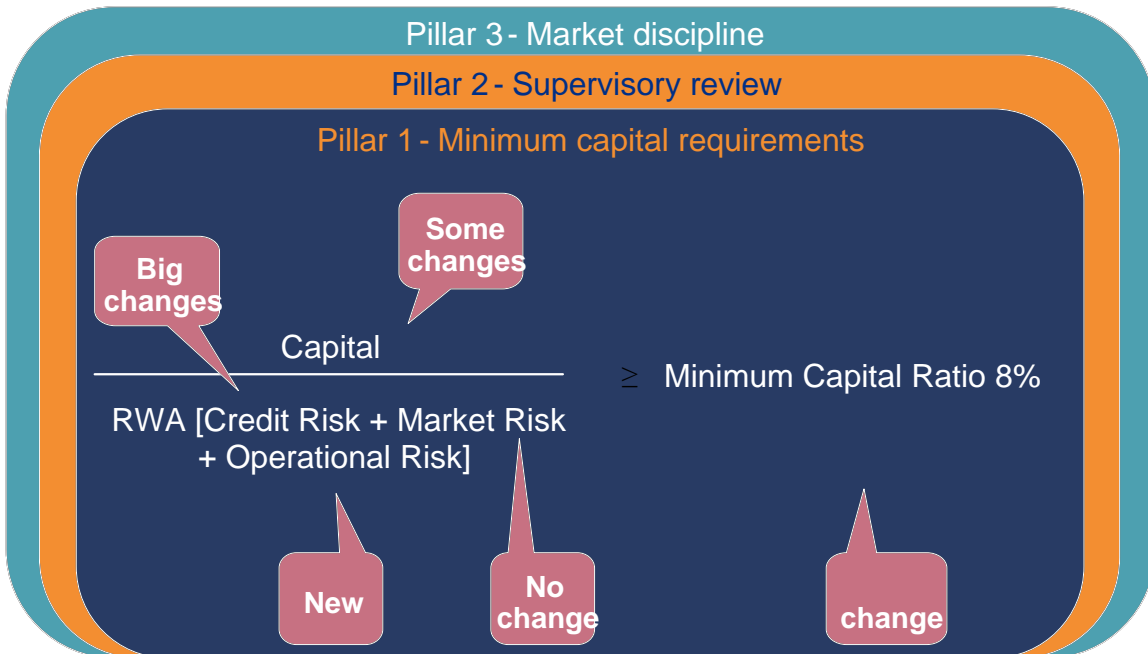 Pillar 3 - Market discipline
Pillar 2 - Supervisory review
Pillar 1 - Minimum capital requirements
Some
changes
Big
changes
Capital
≥ Minimum Capital Ratio 8%
RWA [Credit Risk + Market Risk
+ Operational Risk]
New
No
change
change